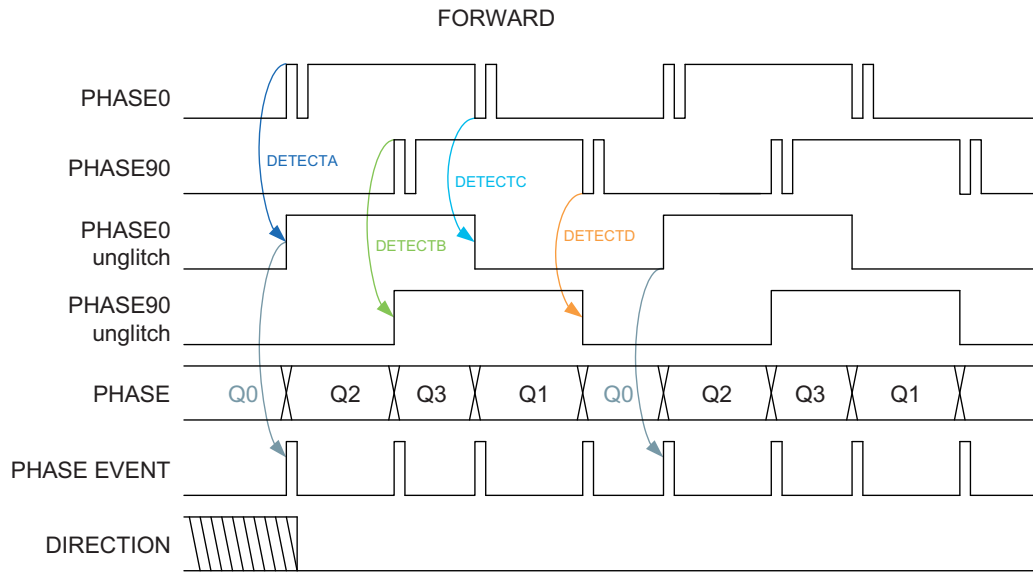 FORWARD
PHASE0
PHASE90
DETECTA
DETECTC
PHASE0
unglitch
DETECTB
DETECTD
PHASE90
unglitch
PHASE Q0 Q2 Q3 Q1 Q0 Q2 Q3 Q1
PHASE EVENT
DIRECTION